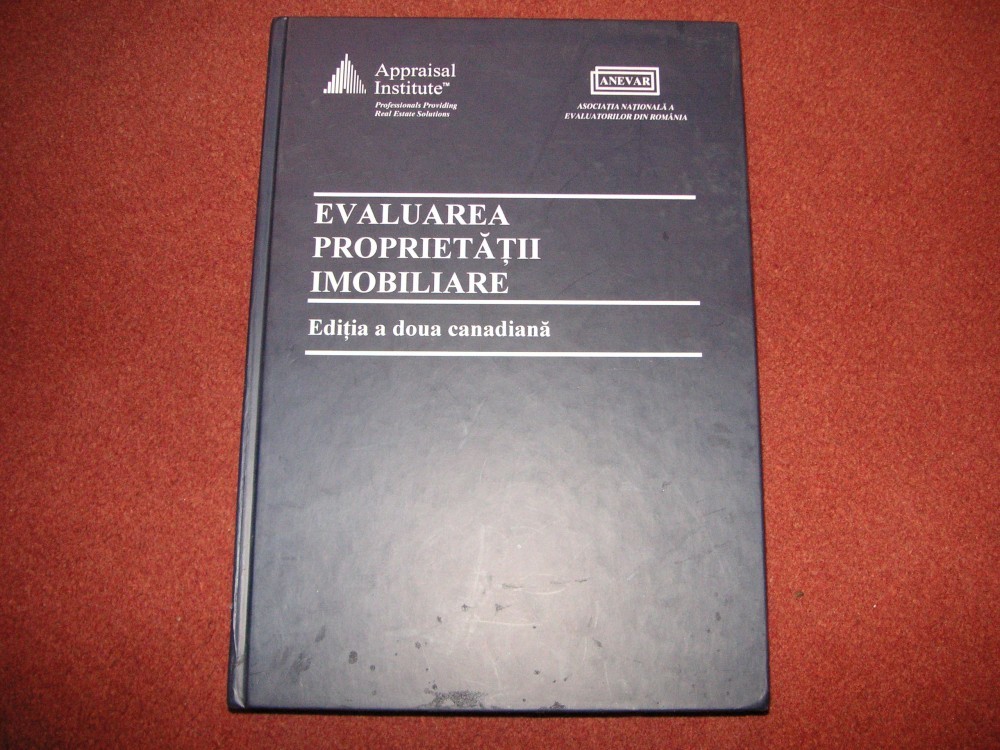 Appraisal
Institute™
Professionals Providing
Real Estate Solutions
ANEVAR
ASOCIAȚIA NAȚIONALĂ A
EVALUATORILOR DIN ROMÂNIA
EVALUAREA
PROPRIETĂȚII
IMOBILIARE
Ediția a doua canadiană